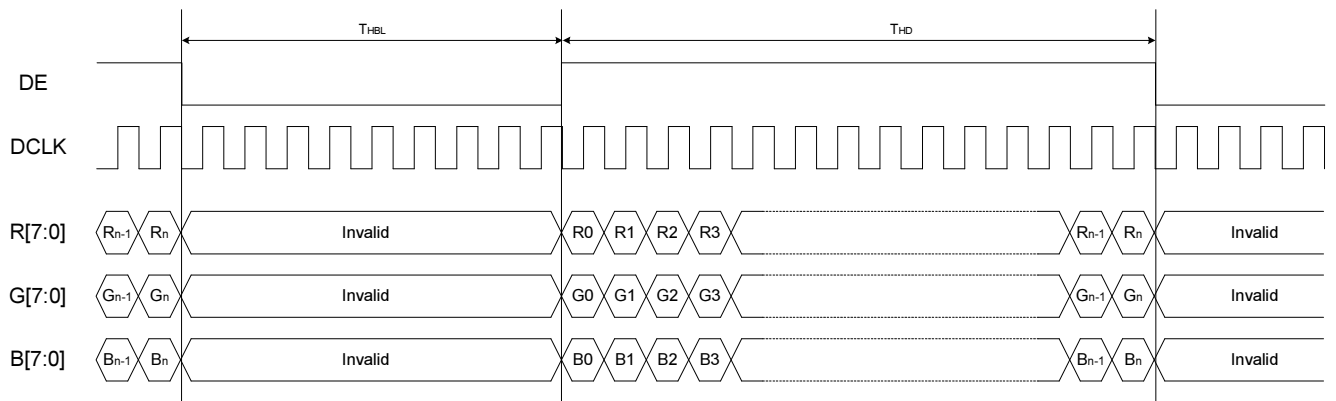 THBL THD
DE
DCLK
R[7:0] Rn-1 Rn Invalid R0 R1 R2 R3 Rn-1 Rn Invalid
G[7:0] Gn-1 Gn Invalid G0 G1 G2 G3 Gn-1 Gn Invalid
B[7:0] Bn-1 Bn Invalid B0 B1 B2 B3 Bn-1 Bn Invalid